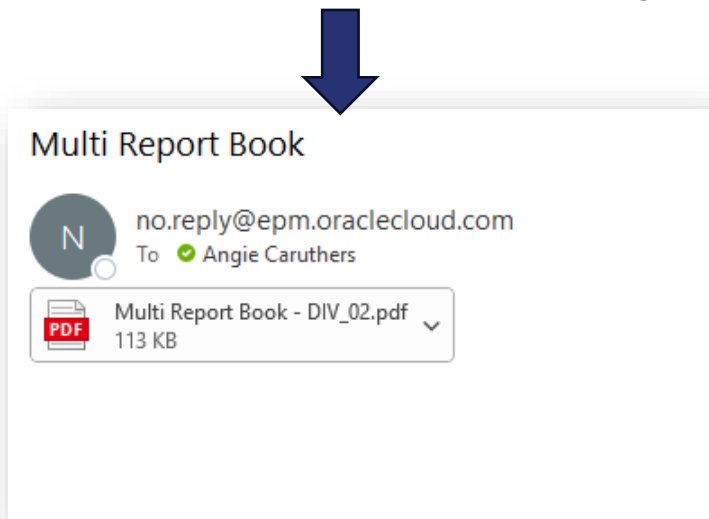 Multi Report Book
N
no.reply@epm.oraclecloud.com
To Angie Caruthers
PDF
Multi Report Book - DIV_02.pdf
113 KB